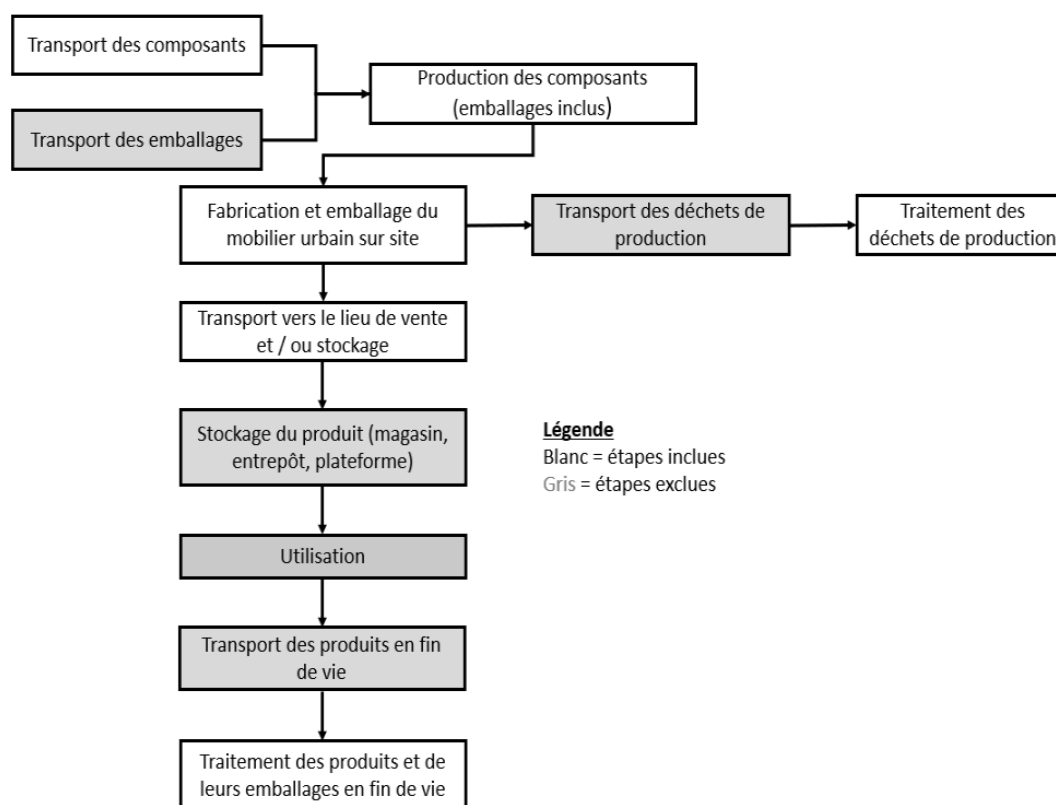 Transport des composants
Production des composants
(emballages inclus)
Transport des emballages
Fabrication et emballage du
mobilier urbain sur site
Transport des déchets de
production
Traitement des
déchets de production
Transport vers le lieu de vente
et / ou stockage
Stockage du produit (magasin,
entrepôt, plateforme)
Légende
Blanc = étapes inclues
Gris = étapes exclues
Utilisation
Transport des produits en fin
de vie
Traitement des produits et de
leurs emballages en fin de vie